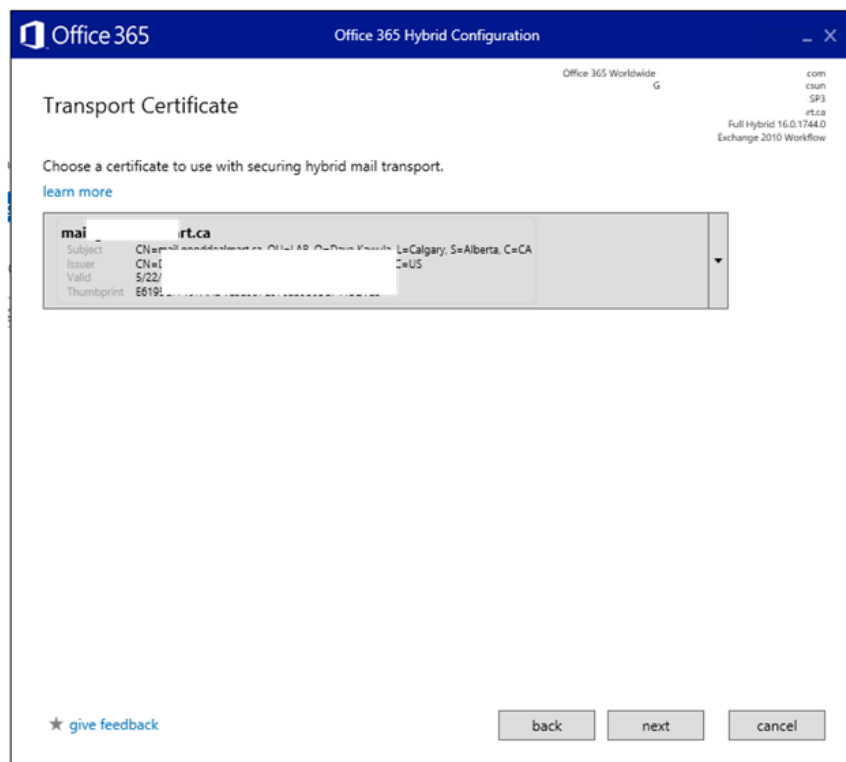 Office 365
Office 365 Hybrid Configuration
Office 365 Worldwide
.com
G
csun
SP3
rt.ca
Full Hybrid 16.0.1744.0
Exchange 2010 Workflow
Transport Certificate
Choose a certificate to use with securing hybrid mail transport.
learn more
mai rt.ca
Subject L=Calgary, S=Alberta, C=CA
Issuer C=US
Valid 5/22/
Thumbprint
give feedback
back next cancel